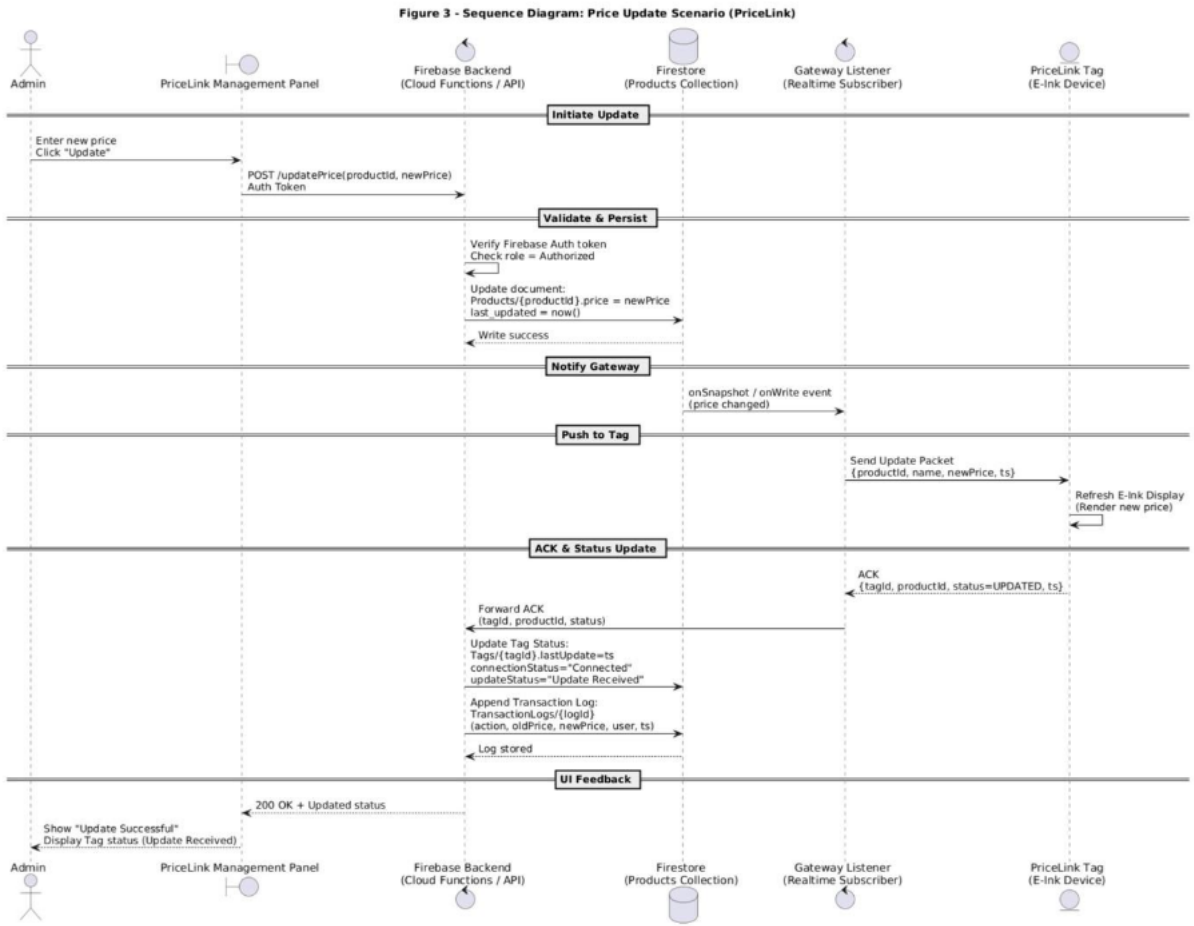 Figure 3 - Sequence Diagram: Price Update Scenario (PriceLink)
Admin
PriceLink Management Panel
Firebase Backend
(Cloud Functions / API)
Firestore
(Products Collection)
Gateway Listener
(Realtime Subscriber)
PriceLink Tag
(E-Ink Device)
Initiate Update
Enter new price
Click "Update"
POST /updatePrice(productId, newPrice)
Auth Token
Validate & Persist
Verify Firebase Auth token
Check role = Authorized
Update document:
Products/{productId}.price = newPrice
last_updated = now()
Write success
Notify Gateway
onSnapshot / onWrite event
(price changed)
Push to Tag
Send Update Packet
{productId, name, newPrice, ts}
Refresh E-Ink Display
(Render new price)
ACK & Status Update
ACK
{tagId, productId, status=UPDATED, ts}
Forward ACK
(tagId, productId, status)
Update Tag Status:
Tags/{tagId}.lastUpdate=ts
connectionStatus="Connected"
updateStatus="Update Received"
Append Transaction Log:
TransactionLogs/{logId}
(action, oldPrice, newPrice, user, ts)
Log stored
UI Feedback
200 OK + Updated status
Show "Update Successful"
Display Tag status (Update Received)
Admin
PriceLink Management Panel
Firebase Backend
(Cloud Functions / API)
Firestore
(Products Collection)
Gateway Listener
(Realtime Subscriber)
PriceLink Tag
(E-Ink Device)